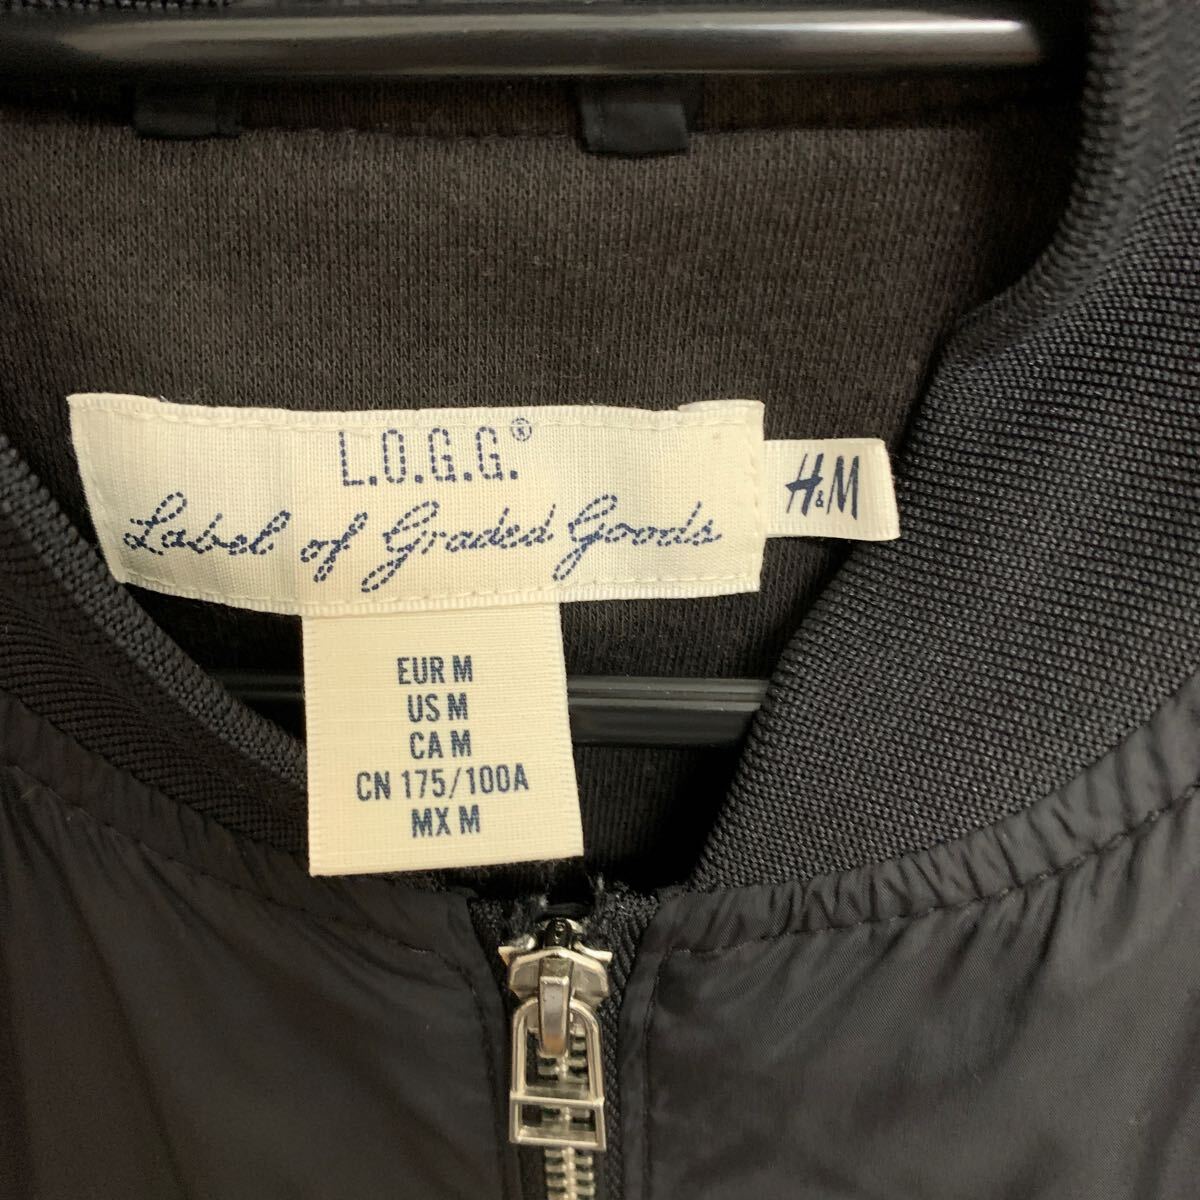 L.O.G.G.®
Label of Graded Goods
H&M
EUR M
US M
CA M
CN 175/100A
MX M